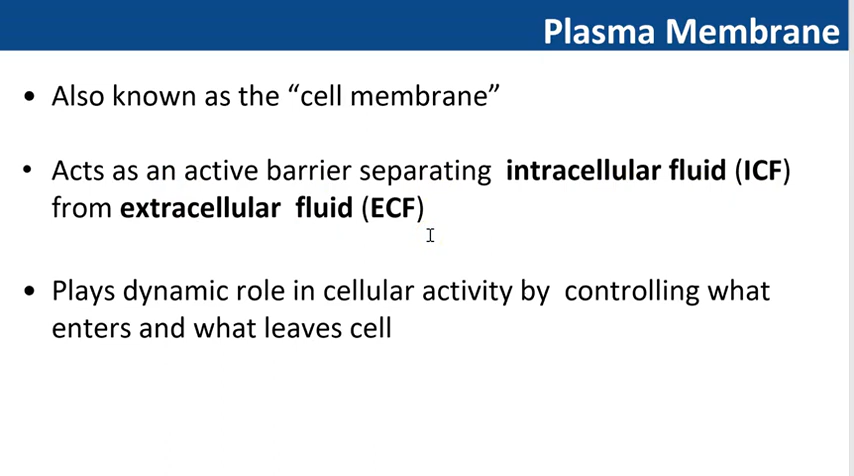 Plasma Membrane
• Also known as the “cell membrane”
• Acts as an active barrier separating intracellular fluid (ICF)
from extracellular fluid (ECF)
• Plays dynamic role in cellular activity by controlling what
enters and what leaves cell